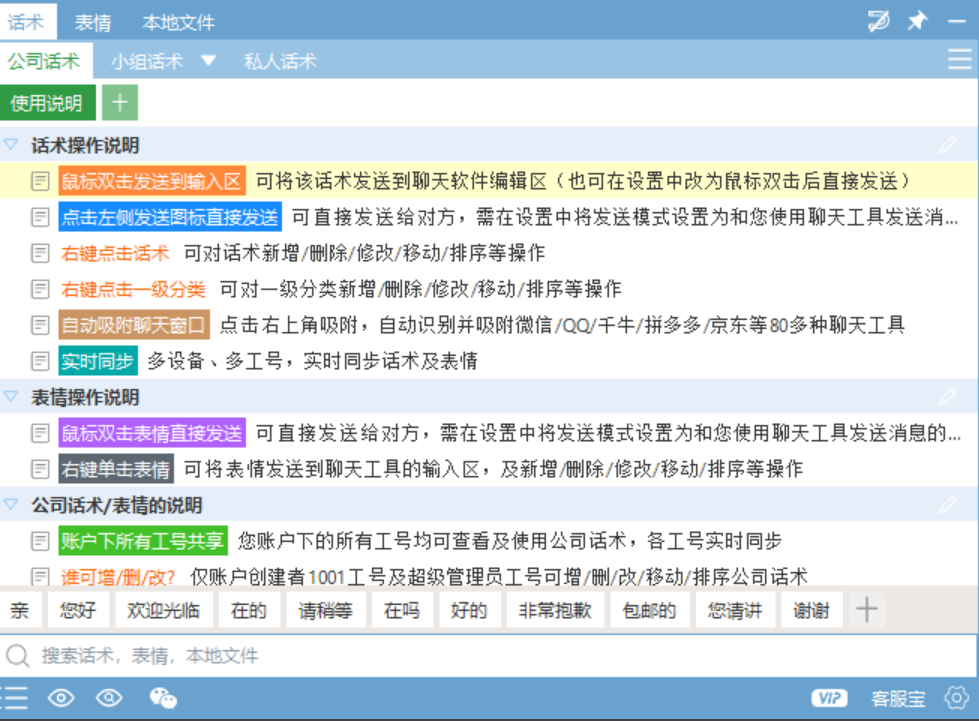 话术 表情 本地文件
公司话术 小组话术 私人话术
使用说明 +
话术操作说明
鼠标双击发送到输入区 可将该话术发送到聊天软件编辑区（也可在设置中改为鼠标双击后直接发送）
点击左侧发送图标直接发送 可直接发送给对方，需在设置中将发送模式设置为和您使用聊天工具发送消...
右键点击话术 可对话术新增/删除/修改/移动/排序等操作
右键点击一级分类 可对一级分类新增/删除/修改/移动/排序等操作
自动吸附聊天窗口 点击右上角吸附，自动识别并吸附微信/QQ/千牛/拼多多/京东等80多种聊天工具
实时同步 多设备、多工号，实时同步话术及表情
表情操作说明
鼠标双击表情直接发送 可直接发送给对方，需在设置中将发送模式设置为和您使用聊天工具发送消息的...
右键单击表情 可将表情发送到聊天工具的输入区，及新增/删除/修改/移动/排序等操作
公司话术/表情的说明
账户下所有工号共享 您账户下的所有工号均可查看及使用公司话术，各工号实时同步
谁可增/删/改? 仅账户创建者1001工号及超级管理员工号可增/删/改/移动/排序公司话术
亲 您好 欢迎光临 在的 请稍等 在吗 好的 非常抱歉 包邮的 您请讲 谢谢 +
搜索话术，表情，本地文件
VIP 客服宝